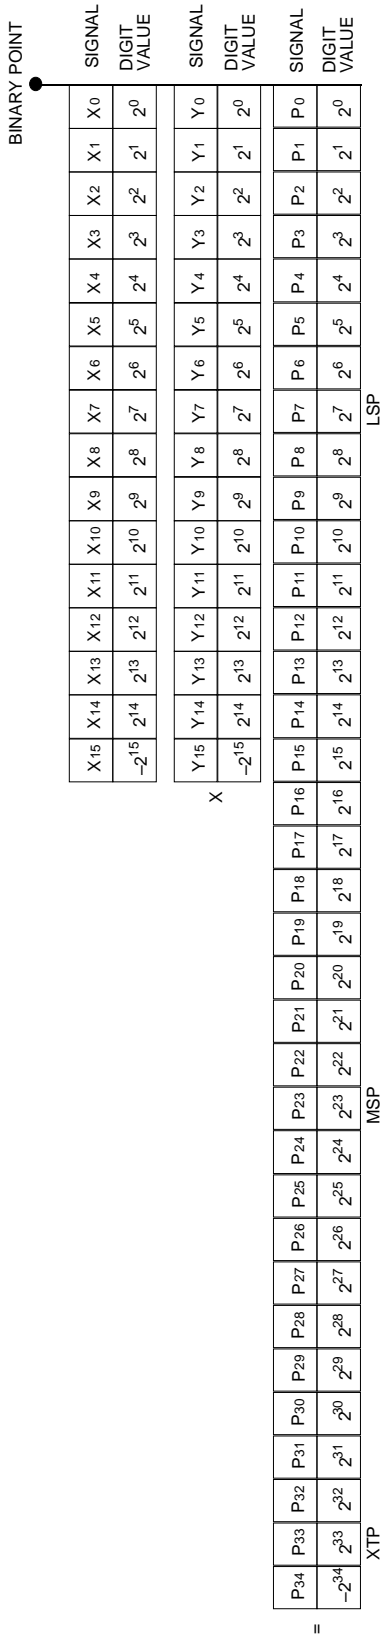 BINARY POINT
X15 X14 X13 X12 X11 X10 X9 X8 X7 X6 X5 X4 X3 X2 X1 X0 SIGNAL
–2^15 2^14 2^13 2^12 2^11 2^10 2^9 2^8 2^7 2^6 2^5 2^4 2^3 2^2 2^1 2^0 DIGIT VALUE
X Y15 Y14 Y13 Y12 Y11 Y10 Y9 Y8 Y7 Y6 Y5 Y4 Y3 Y2 Y1 Y0 SIGNAL
–2^15 2^14 2^13 2^12 2^11 2^10 2^9 2^8 2^7 2^6 2^5 2^4 2^3 2^2 2^1 2^0 DIGIT VALUE
= P34 P33 P32 P31 P30 P29 P28 P27 P26 P25 P24 P23 P22 P21 P20 P19 P18 P17 P16 P15 P14 P13 P12 P11 P10 P9 P8 P7 P6 P5 P4 P3 P2 P1 P0 SIGNAL
–2^34 2^33 2^32 2^31 2^30 2^29 2^28 2^27 2^26 2^25 2^24 2^23 2^22 2^21 2^20 2^19 2^18 2^17 2^16 2^15 2^14 2^13 2^12 2^11 2^10 2^9 2^8 2^7 2^6 2^5 2^4 2^3 2^2 2^1 2^0 DIGIT VALUE
XTP MSP LSP